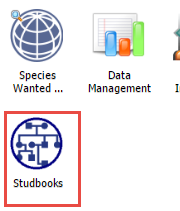 Species
Wanted ...
Data
Management
I
Studbooks